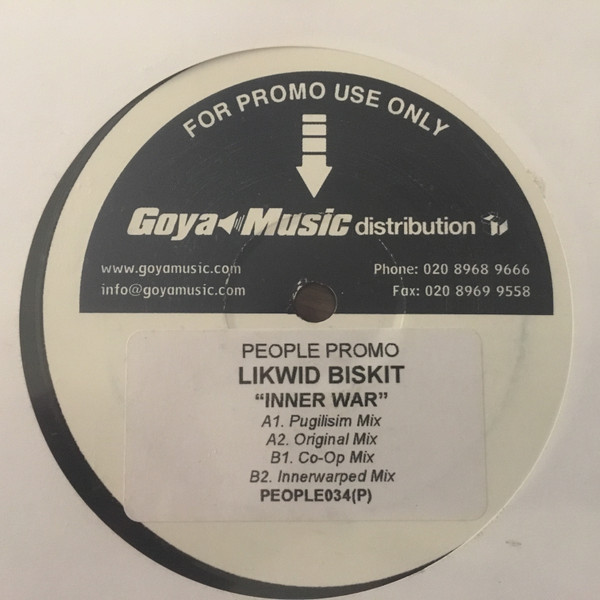 FOR PROMO USE ONLY
Goya Music distribution
www.goyamusic.com
Phone: 020 8968 9666
info@goyamusic.com
Fax: 020 8969 9558
PEOPLE PROMO
LIKWID BISKIT
“INNER WAR”
A1. Pugilisim Mix
A2. Original Mix
B1. Co-Op Mix
B2. Innerwarped Mix
PEOPLE034(P)